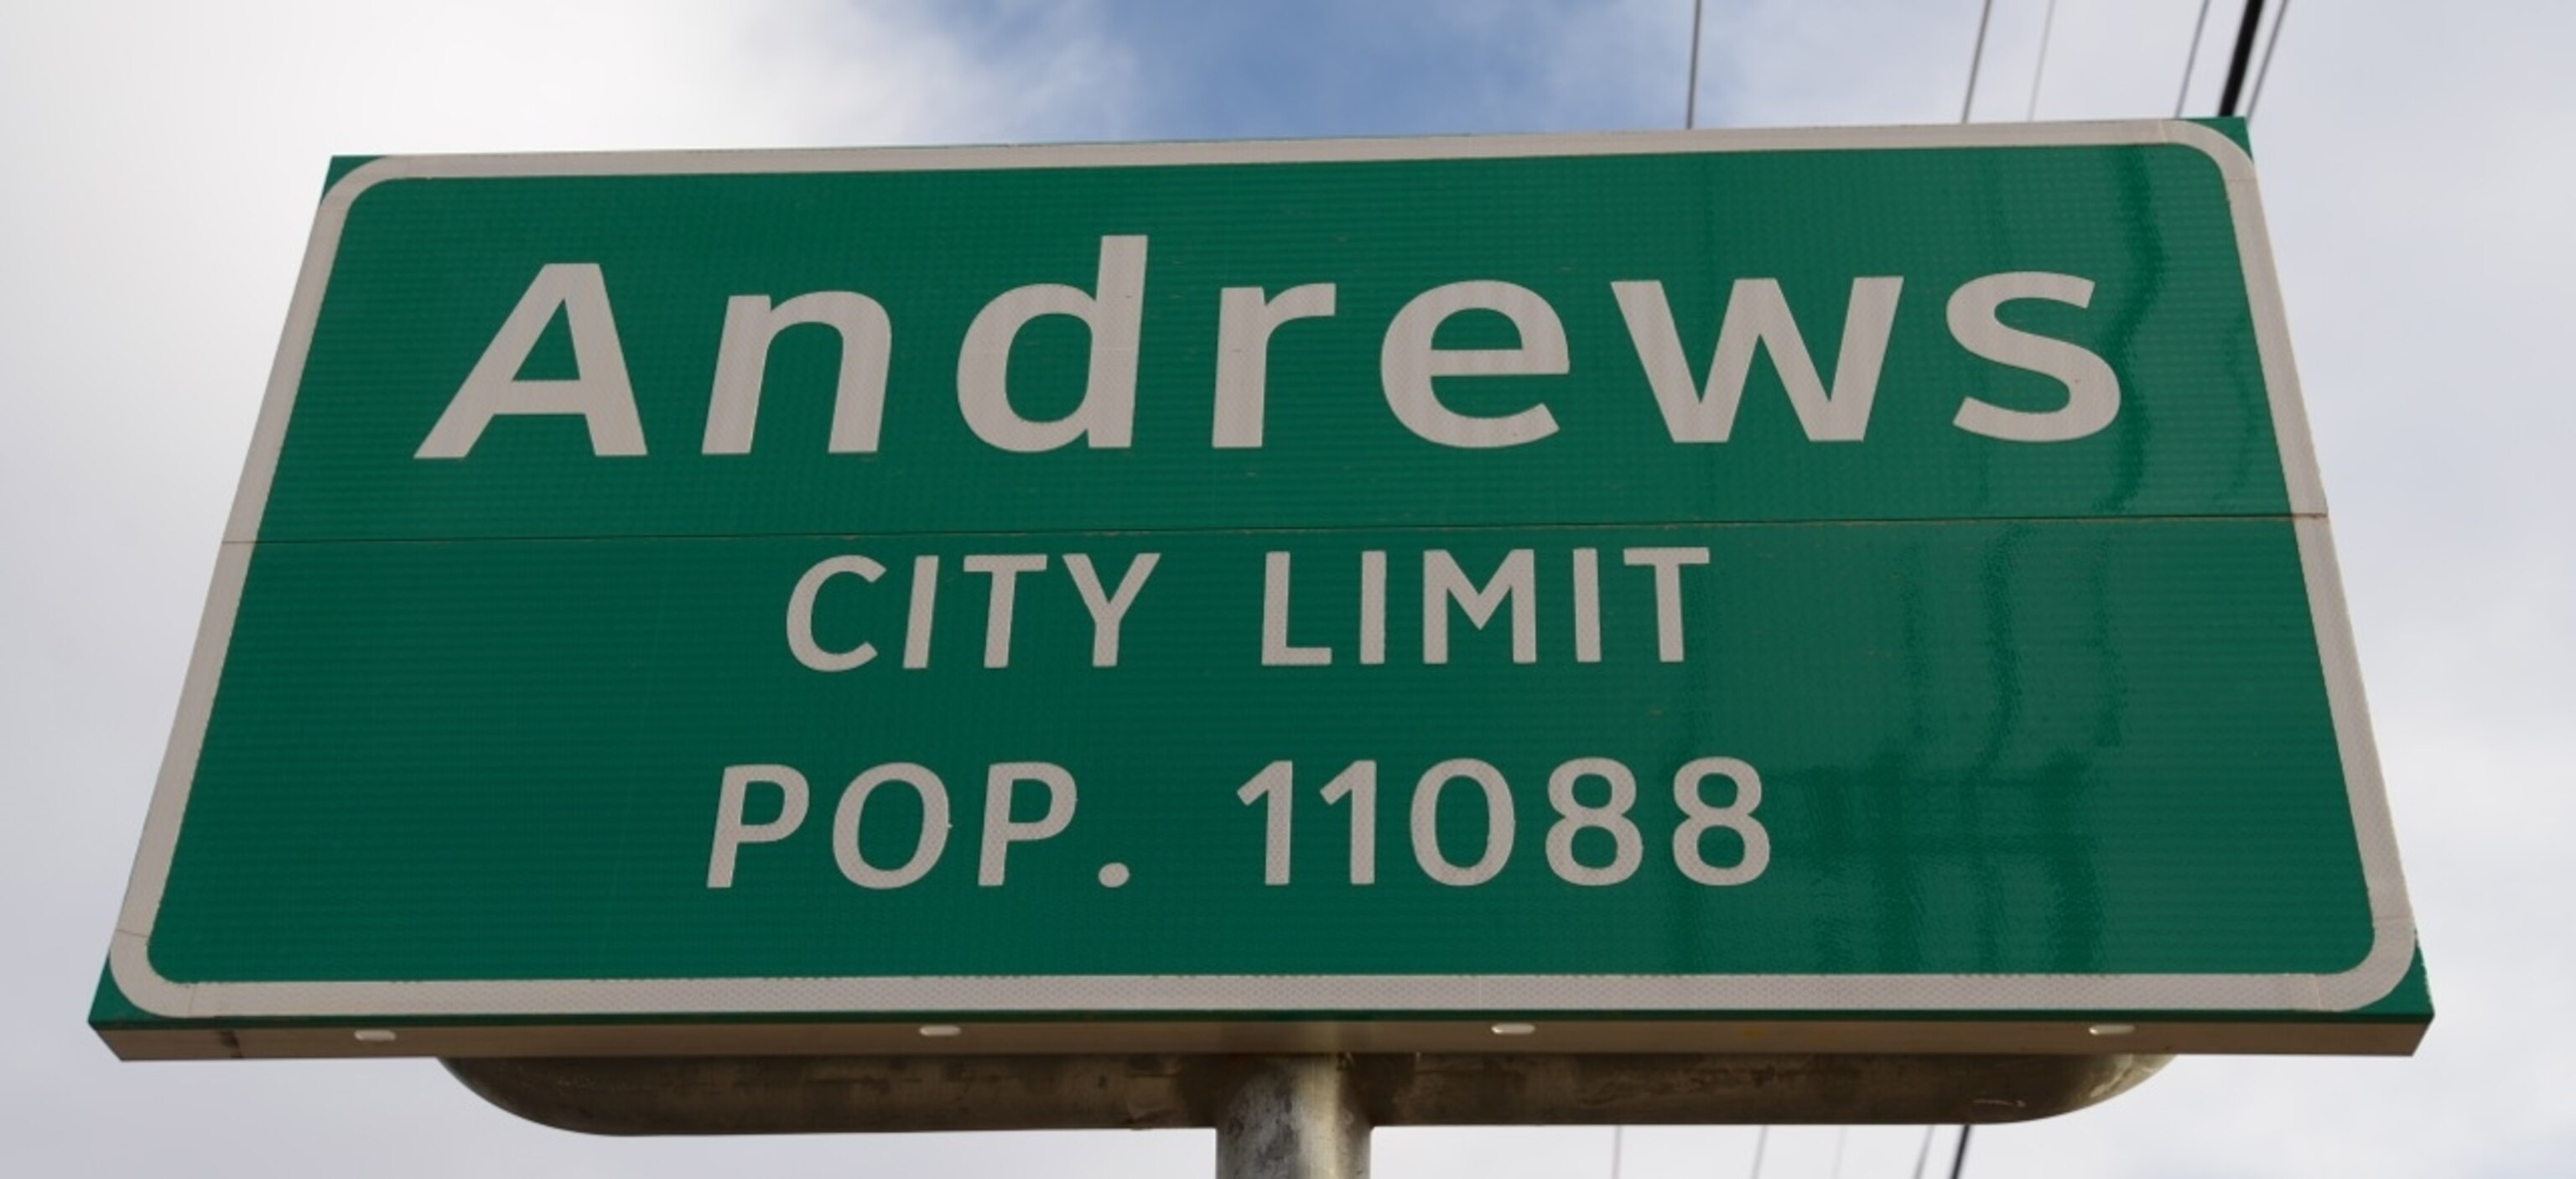 Andrews
CITY LIMIT
POP. 11088